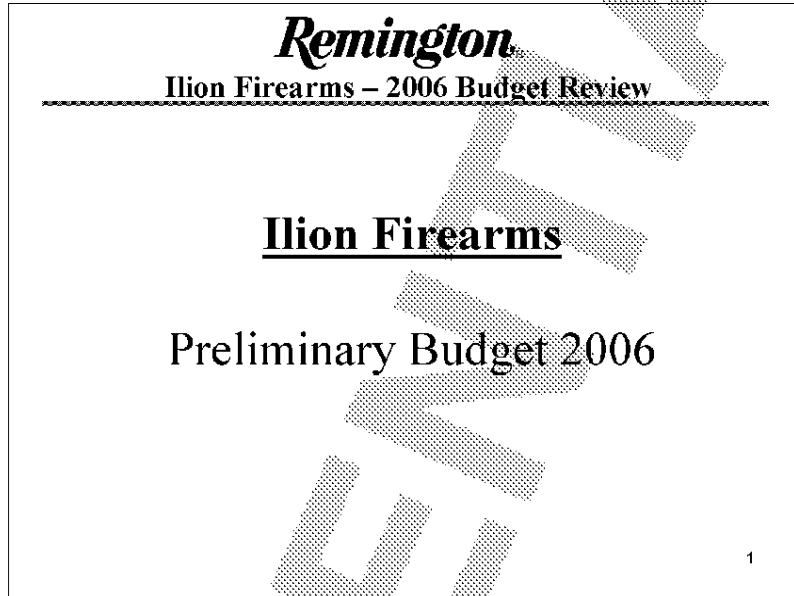 Remington
Ilion Firearms – 2006 Budget Review
Ilion Firearms
Preliminary Budget 2006
1